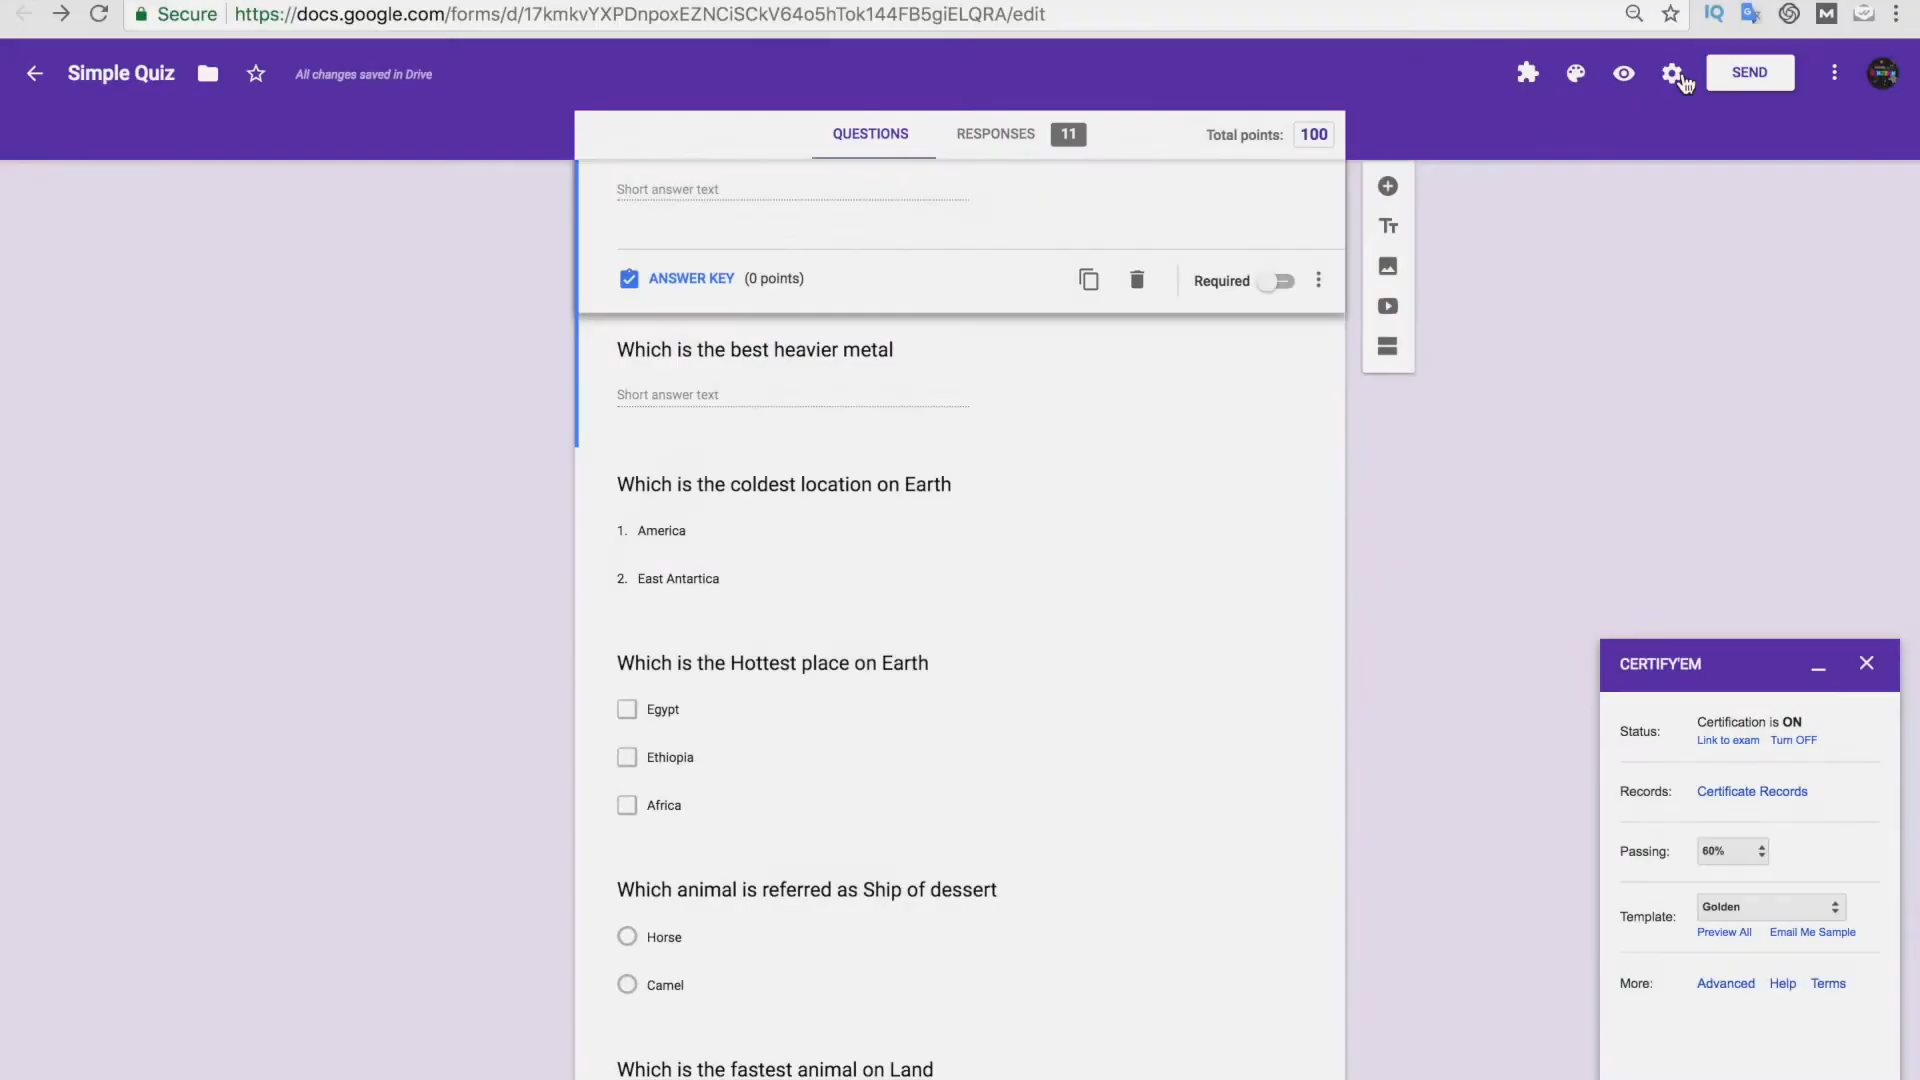 Secure
https://docs.google.com/forms/d/17kmkvYXPDnpoxEZNCiSCkV64o5hTok144FB5giELQRA/edit
IQ
M
Simple Quiz
All changes saved in Drive
SEND
QUESTIONS
RESPONSES
11
Total points:
100
Short answer text
ANSWER KEY (0 points)
Required
Tт
Which is the best heavier metal
Short answer text
Which is the coldest location on Earth
1. America
2. East Antartica
Which is the Hottest place on Earth
Egypt
Ethiopia
Africa
Which animal is referred as Ship of dessert
Horse
Camel
Which is the fastest animal on Land
CERTIFY'EM
Status:
Certification is ON
Link to exam Turn OFF
Records: Certificate Records
Passing: 60%
Template: Golden
Preview All Email Me Sample
More: Advanced Help Terms